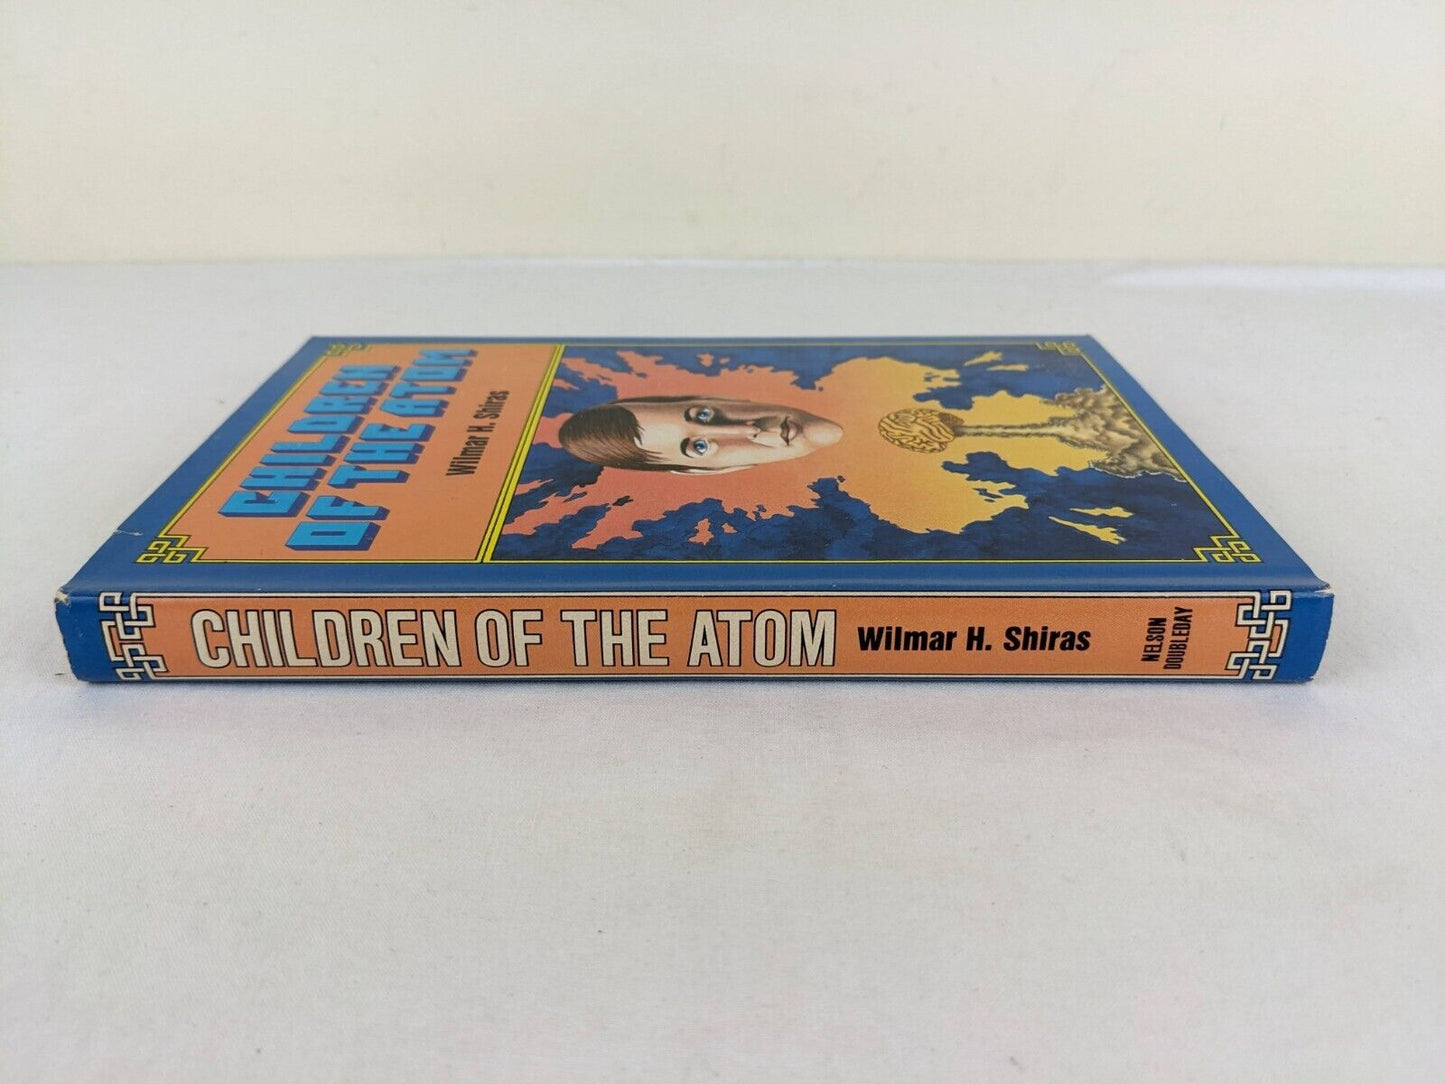 CHILDREN
OF THE ATOM
Wilmar H. Shiras
CHILDREN OF THE ATOM Wilmar H. Shiras
NELSON
DOUBLEDAY